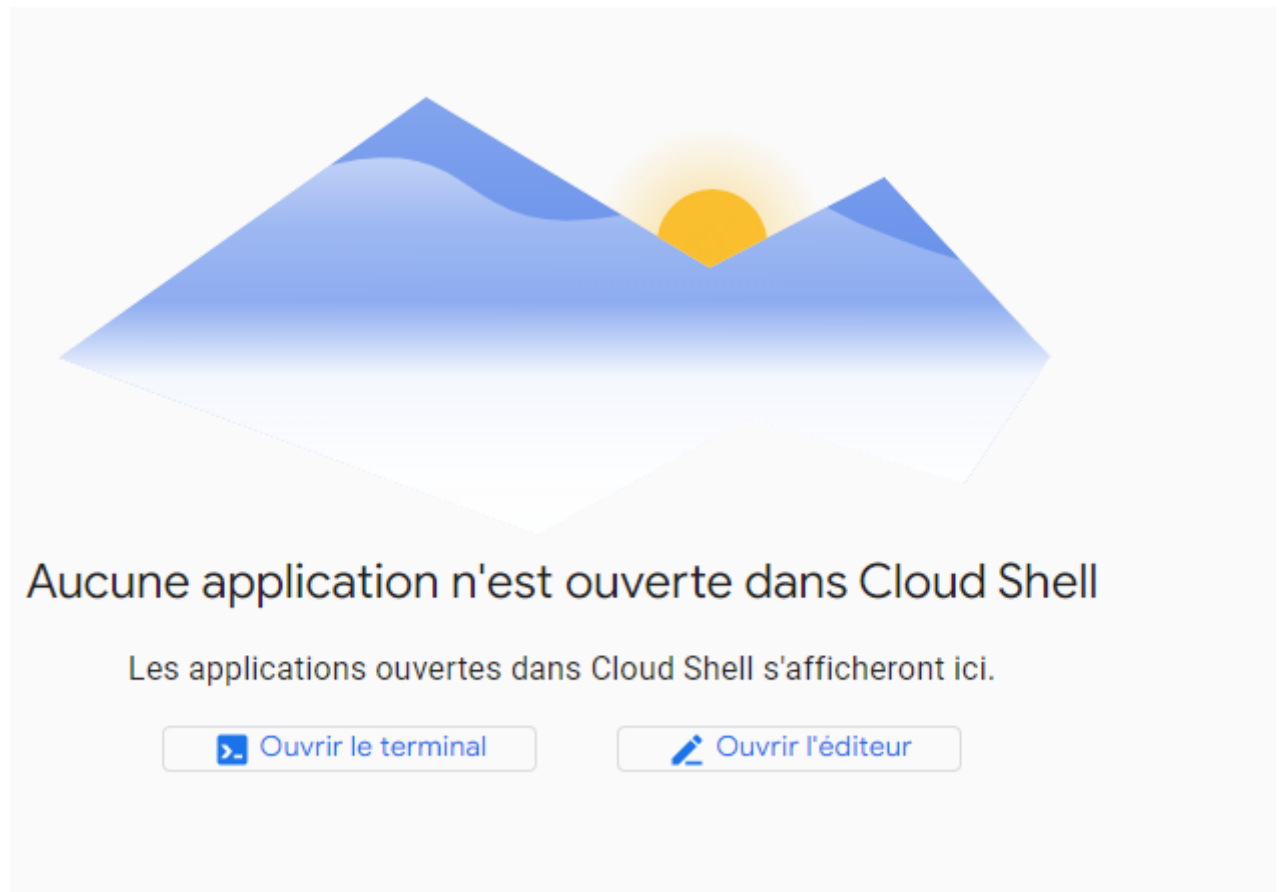 Aucune application n'est ouverte dans Cloud Shell
Les applications ouvertes dans Cloud Shell s'afficheront ici.
Ouvrir le terminal
Ouvrir l'éditeur